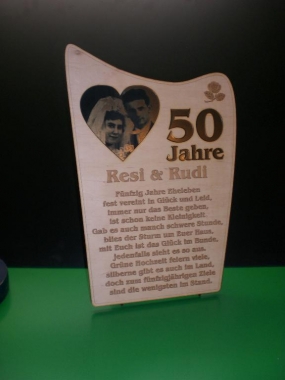 50
Jahre
Resi & Rudi
Fünfzig Jahre Eheleben
fest vereint in Glück und Leid,
immer nur das Beste geben,
ist schon keine Kleinigkeit.
Gab es auch manch schwere Stunde,
blies der Sturm um Euer Haus,
mit Euch ist das Glück im Bunde,
jedenfalls sieht es so aus.
Grüne Hochzeit feiern viele,
silberne gibt es auch im Land,
doch zum fünfzigjährigen Ziele
sind die wenigsten im Stand.